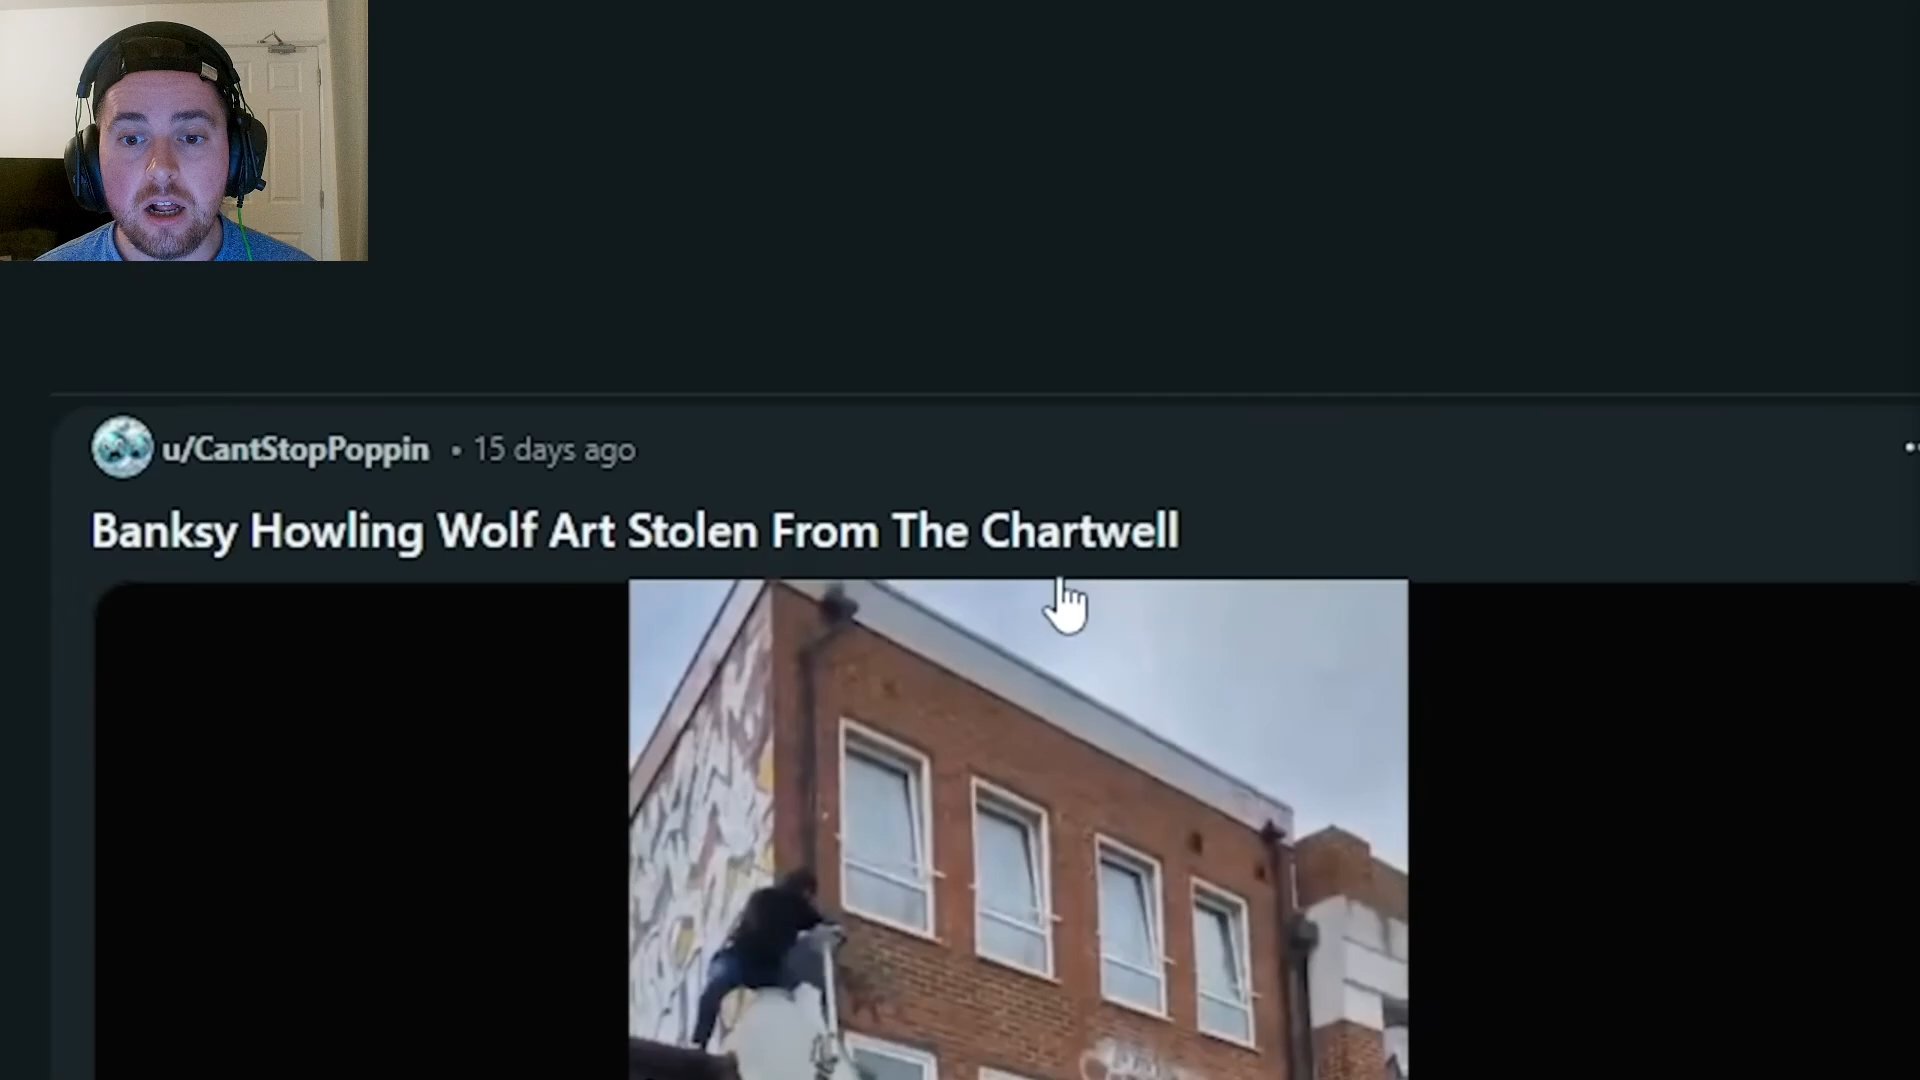 u/CantStopPoppin • 15 days ago
Banksy Howling Wolf Art Stolen From The Chartwell